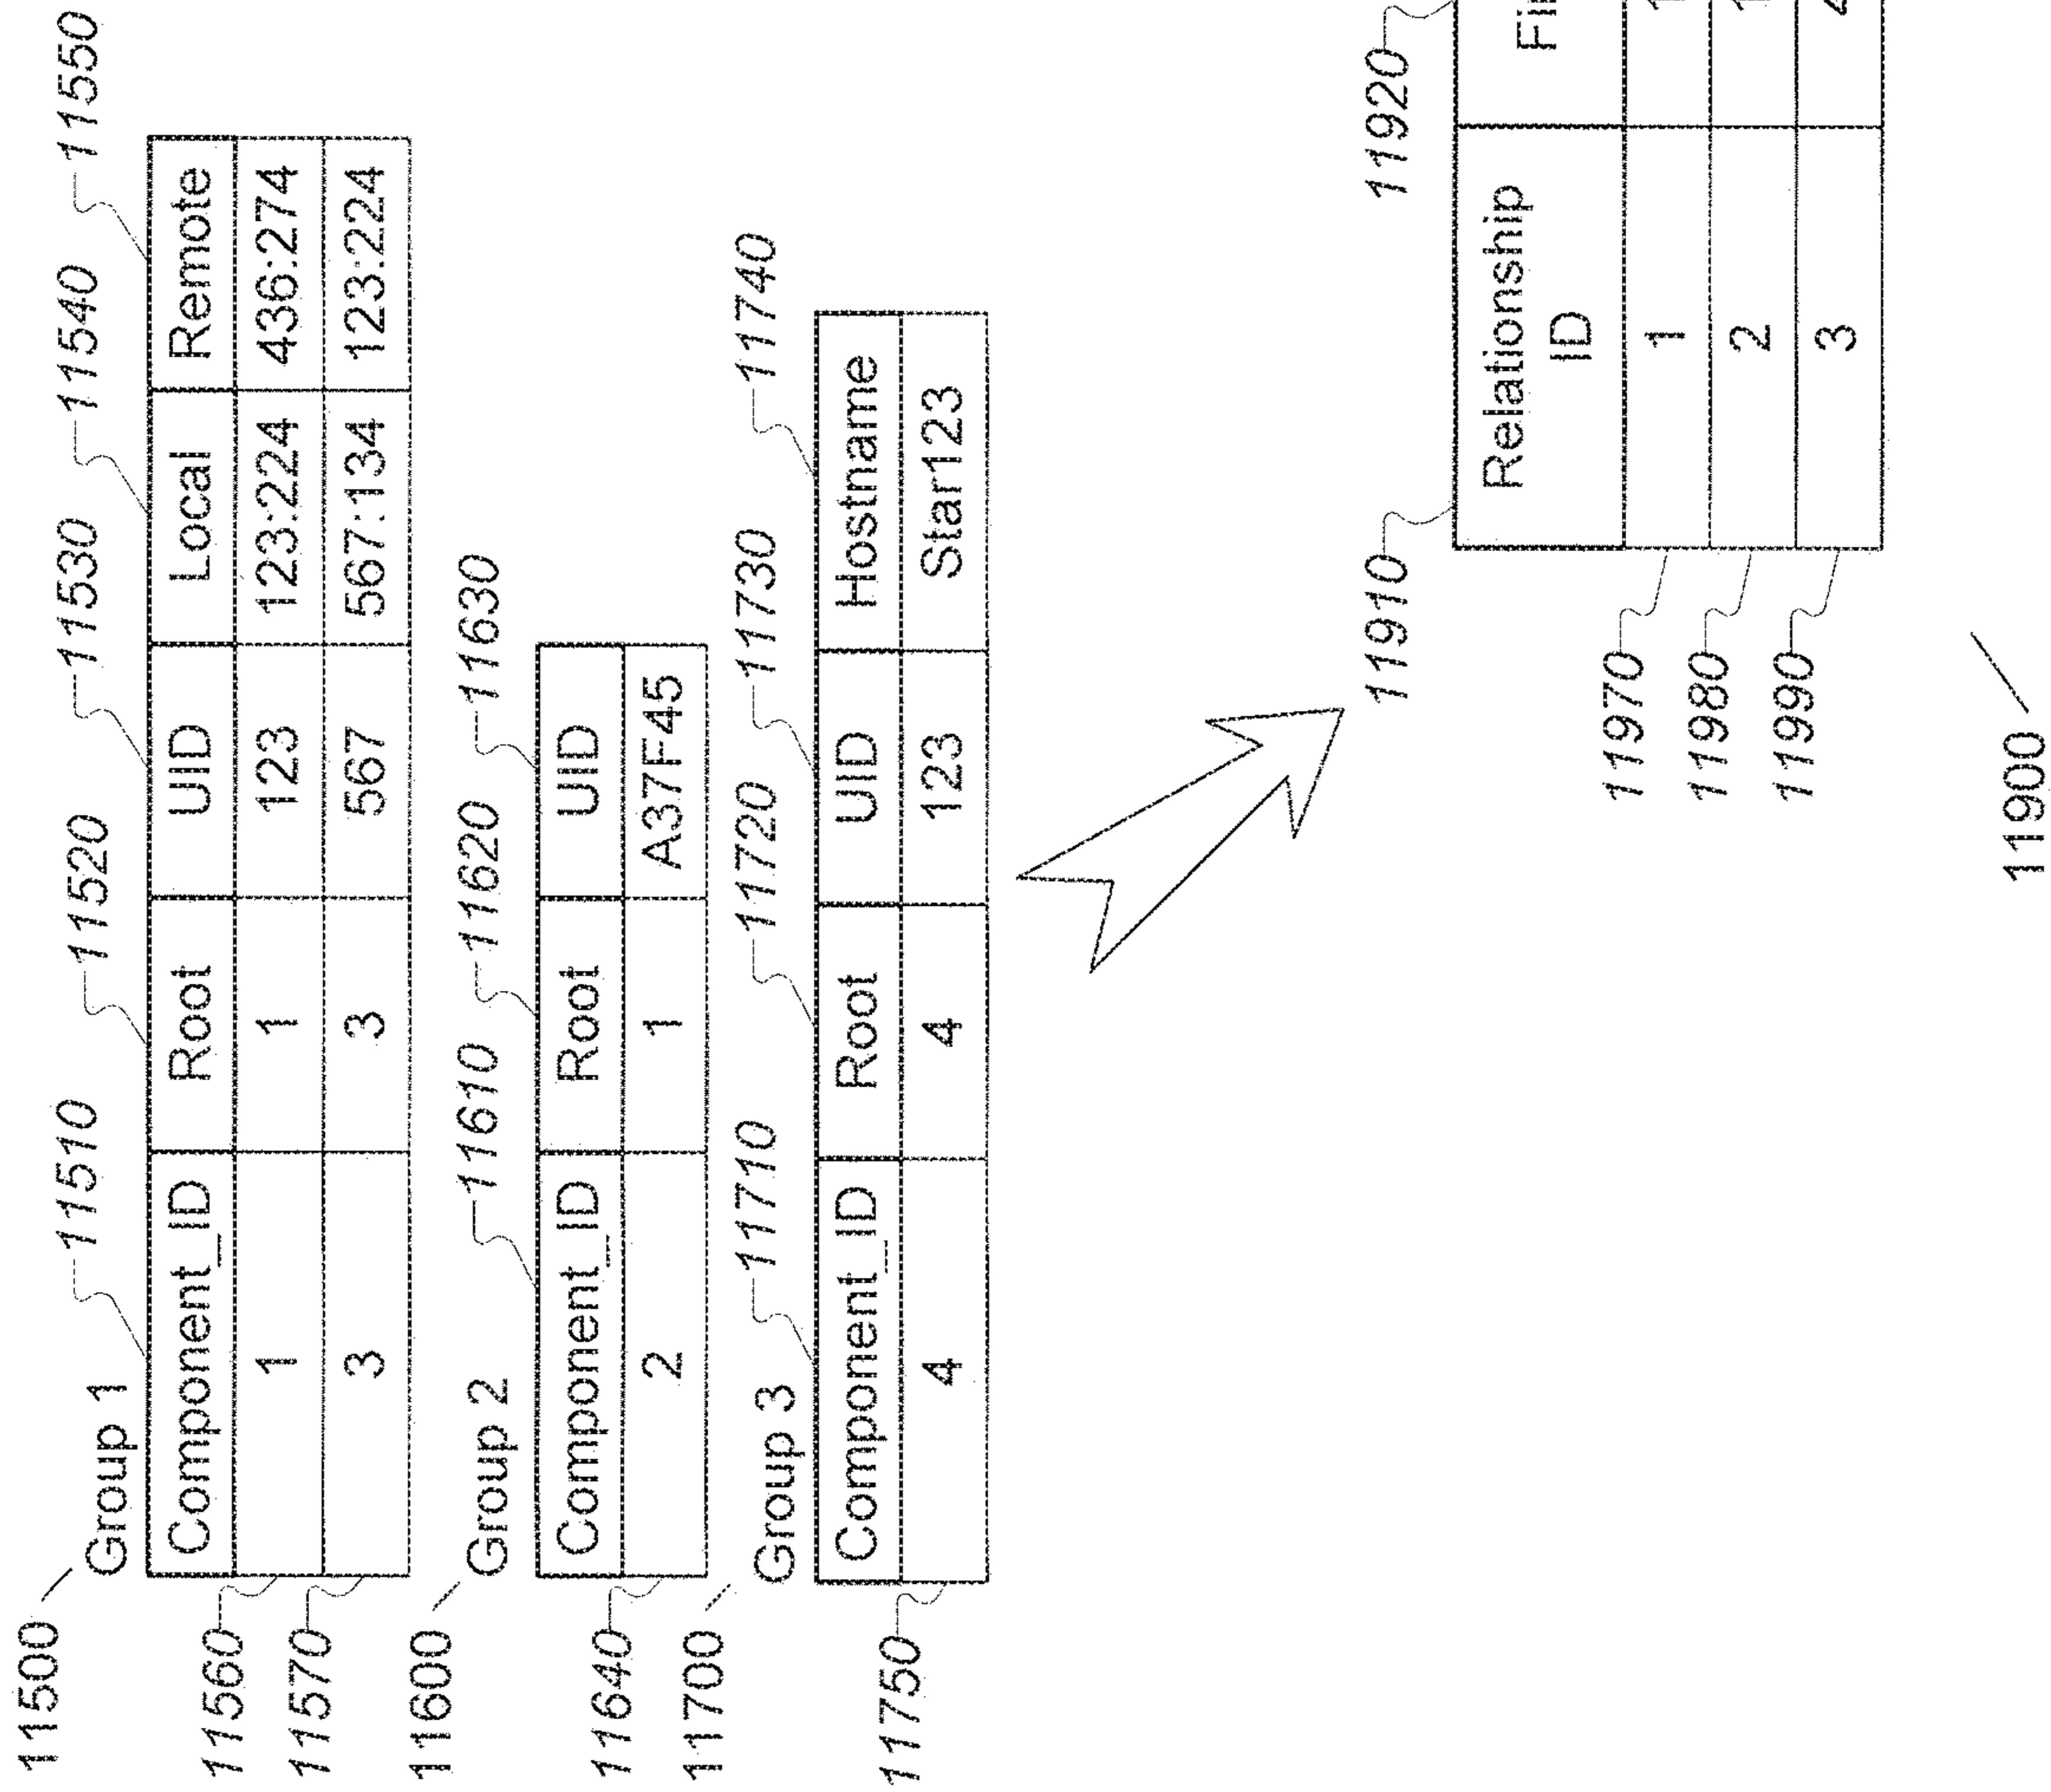 11500
Group 1
11510 11520 11530 11540 11550
Component_ID Root UID Local Remote
11560 1 1 123 123:224 436:274
11570 3 3 567 567:134 123:224
11600
Group 2
11610 11620 11630
Component_ID Root UID
11640 2 1 A37F45
11700
Group 3
11710 11720 11730 11740
Component_ID Root UID Hostname
11750 4 4 123 Star123
11910 11920
Relationship
ID
11970 1
11980 2
11990 3
11900